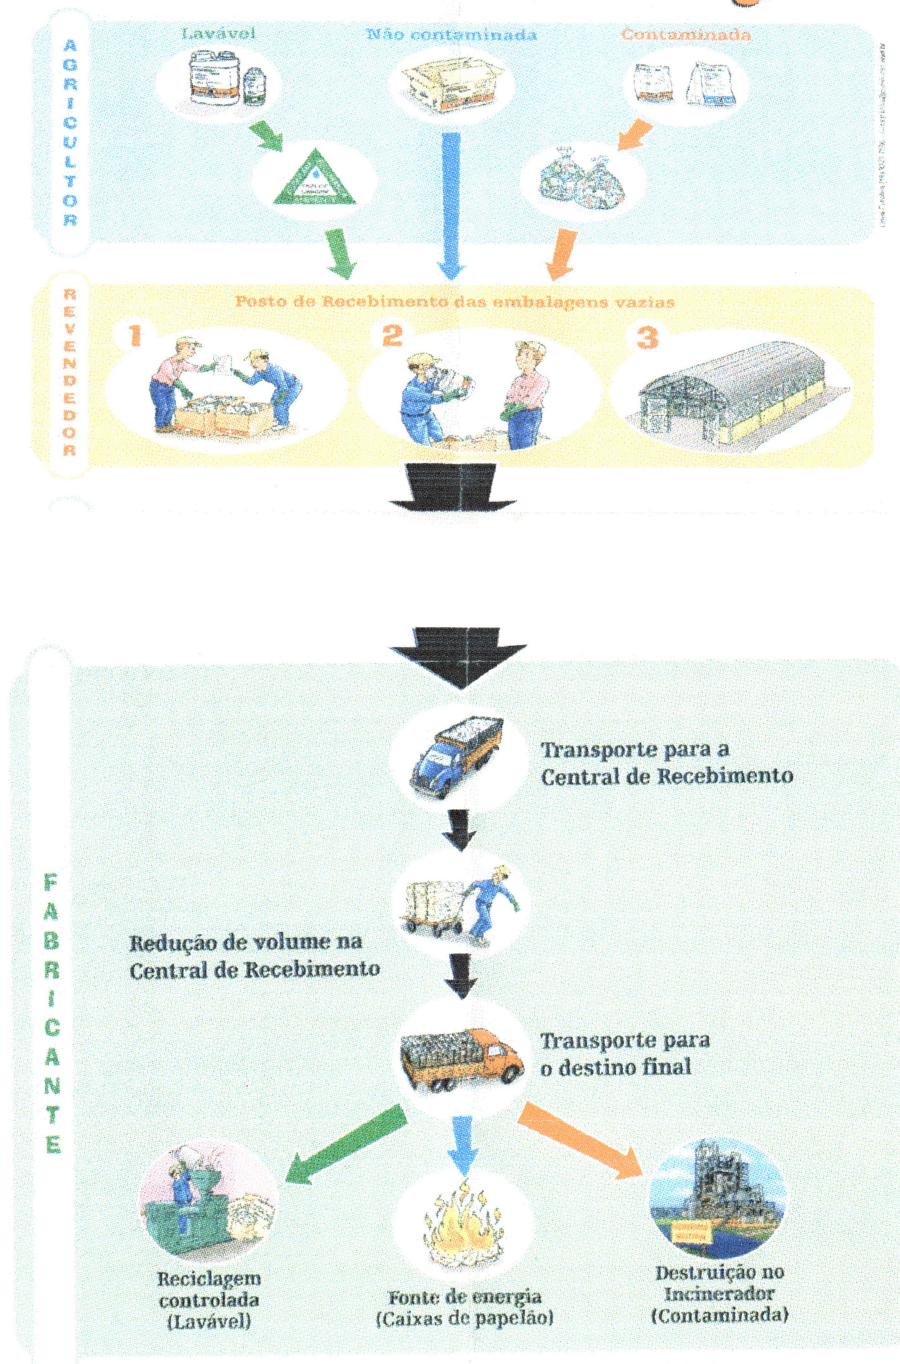 Lavável
Não contaminada
Contaminada
AGRICULTOR
REVENDEDOR
Posto de Recebimento das embalagens vazias
1
2
3
Transporte para a
Central de Recebimento
FABRICANTE
Redução de volume na
Central de Recebimento
Transporte para
o destino final
Reciclagem
controlada
(Lavável)
Fonte de energia
(Caixas de papelão)
Destruição no
Incinerador
(Contaminada)